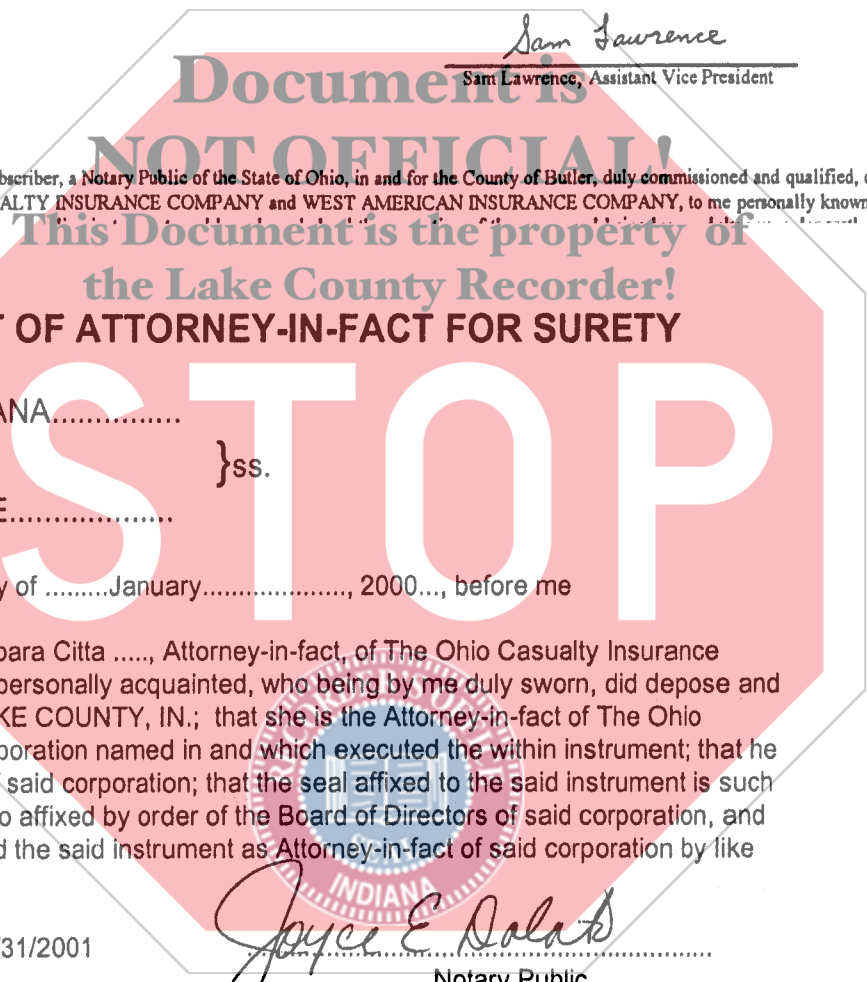 Sam Lawrence
Sam Lawrence, Assistant Vice President
Document is
NOT OFFICIAL!
bscriber, a Notary Public of the State of Ohio, in and for the County of Butler, duly commissioned and qualified,
ALTY INSURANCE COMPANY and WEST AMERICAN INSURANCE COMPANY, to me personally known
This Document is the property of
the Lake County Recorder!
T OF ATTORNEY-IN-FACT FOR SURETY
STOP
ANA...............
}ss.
E...................
y of .........January....................., 2000..., before me
bara Citta ....., Attorney-in-fact, of The Ohio Casualty Insurance
personally acquainted, who being by me duly sworn, did depose and
KE COUNTY, IN.; that she is the Attorney-in-fact of The Ohio
poration named in and which executed the within instrument; that he
f said corporation; that the seal affixed to the said instrument is such
o affixed by order of the Board of Directors of said corporation, and
d the said instrument as Attorney-in-fact of said corporation by like
SEAL
INDIANA
/31/2001
Joyce E Dolak
Notary Public